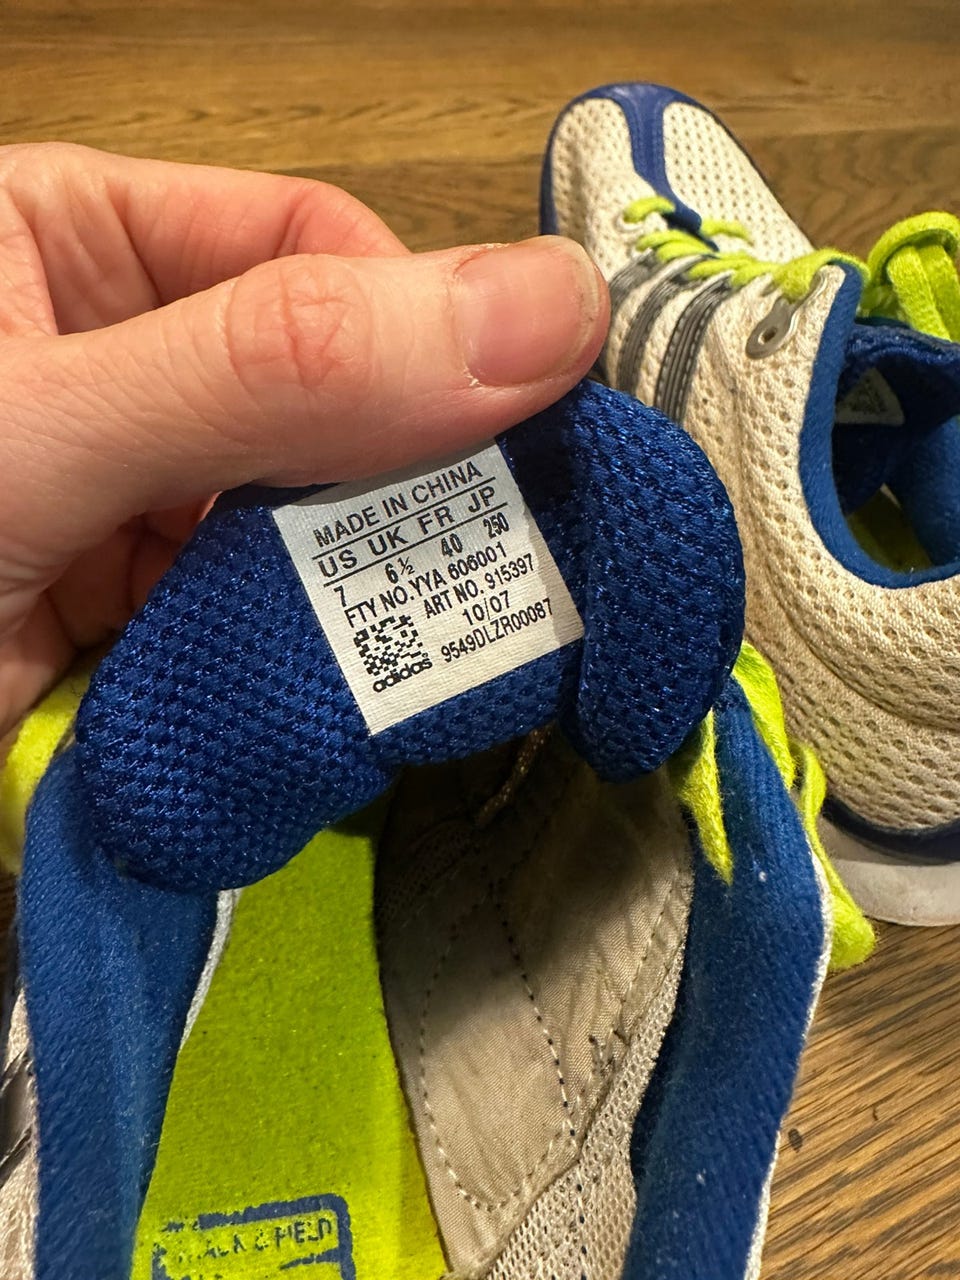 MADE IN CHINA
US UK FR JP
7 6½ 40 250
FTY NO.YYA 606001
ART NO. 915397
10/07
9549DLZR00087
adidas
& FIELD